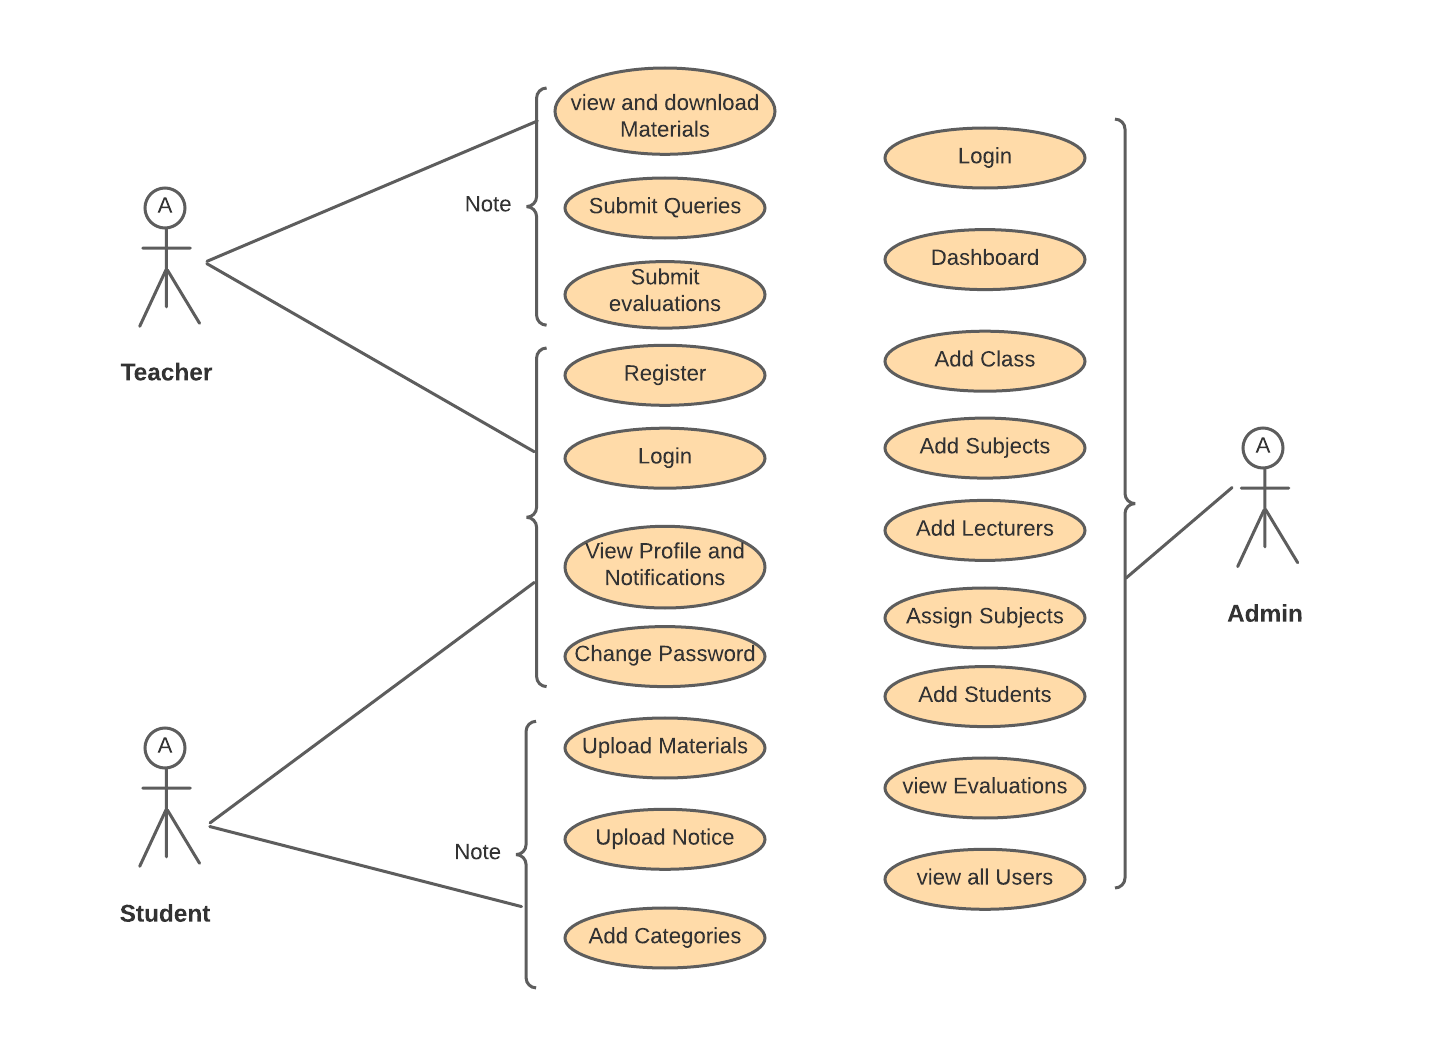 A
Teacher
A
Student
Note
view and download
Materials
Submit Queries
Submit
evaluations
Register
Login
View Profile and
Notifications
Change Password
Note
Upload Materials
Upload Notice
Add Categories
Login
Dashboard
Add Class
Add Subjects
Add Lecturers
Assign Subjects
Add Students
view Evaluations
view all Users
A
Admin